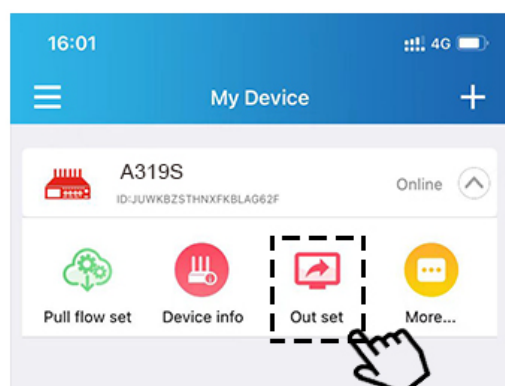 16:01 4G
My Device
A319S
ID:JUWKBZSTHNXFKBLAG62F
Online
Pull flow set Device info Out set More...